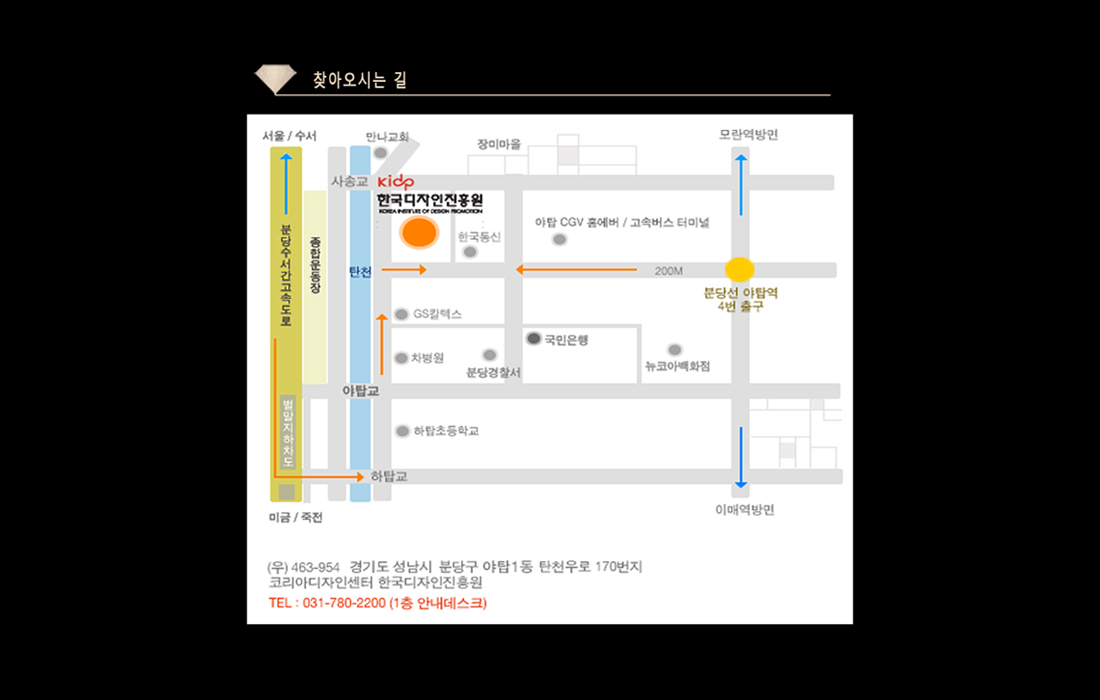 찾아오시는 길
서울 / 수서
만나교회
장미마을
모란역방면
사송교
kidp
한국디자인진흥원
KOREA INSTITUTE OF DESIGN PROMOTION
야탑 CGV 홈에버 / 고속버스 터미널
한국통신
분당수서간고속도로
종합운동장
탄천
200M
분당선 야탑역
4번 출구
GS칼텍스
국민은행
차병원
분당경찰서
뉴코아백화점
야탑교
벌말지하차도
하탑초등학교
하탑교
미금 / 죽전
이매역방면
(우) 463-954 경기도 성남시 분당구 야탑1동 탄천우로 170번지
코리아디자인센터 한국디자인진흥원
TEL : 031-780-2200 (1층 안내데스크)